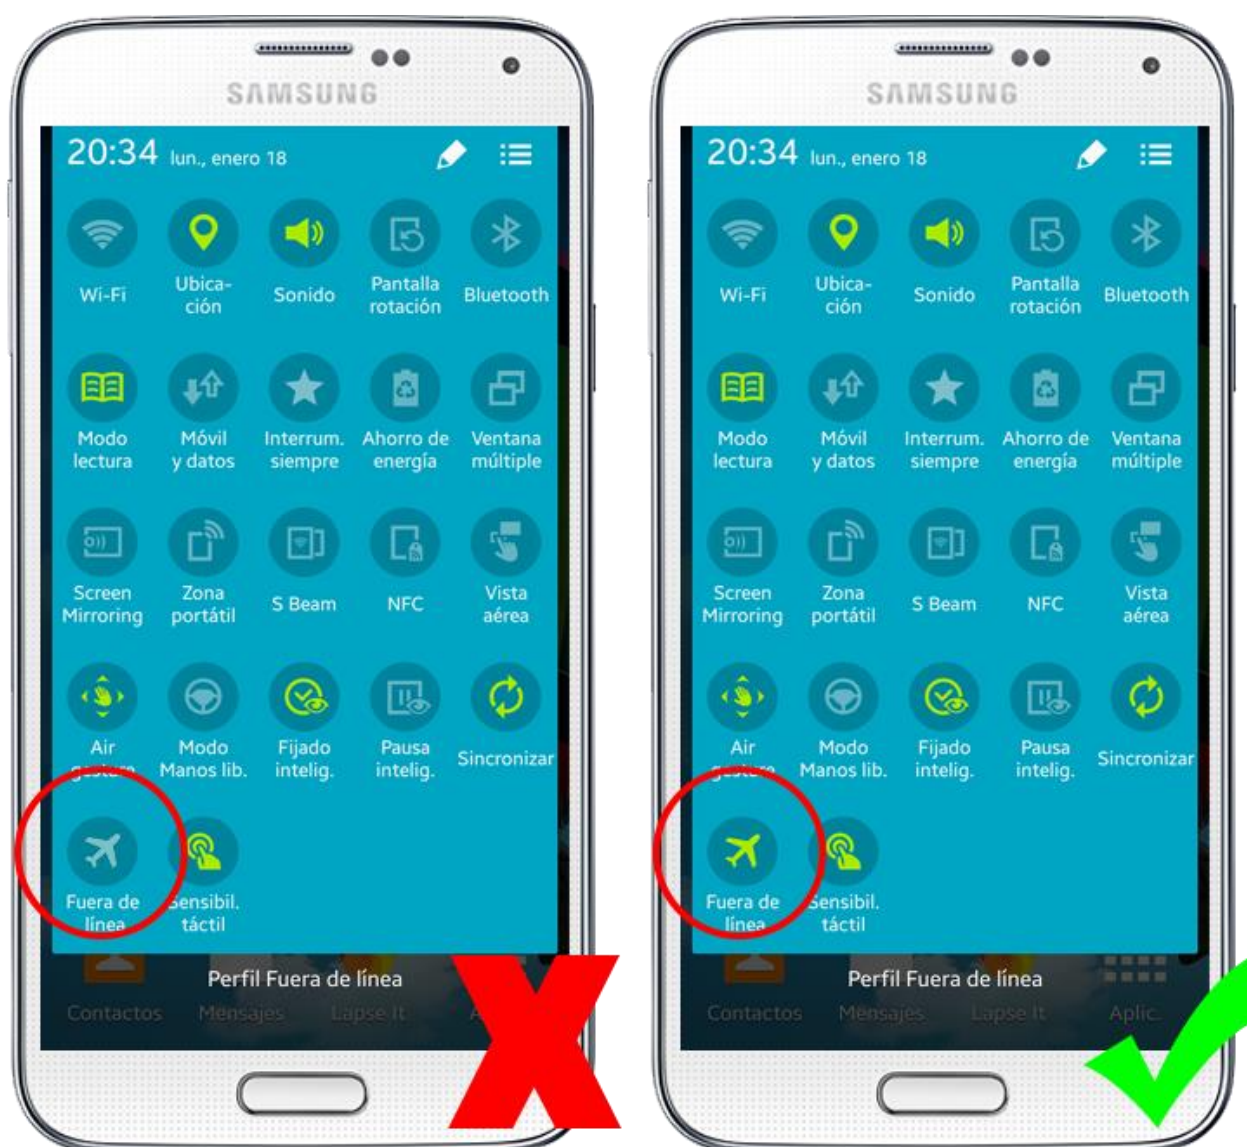 SAMSUNG
20:34 lun., enero 18
Wi-Fi
Ubica-
ción
Sonido
Pantalla
rotación
Bluetooth
Modo
lectura
Móvil
y datos
Interrum.
siempre
Ahorro de
energía
Ventana
múltiple
Screen
Mirroring
Zona
portátil
S Beam
NFC
Vista
aérea
Air
gesture
Modo
Manos lib.
Fijado
intelig.
Pausa
intelig.
Sincronizar
Fuera de
línea
Sensibil.
táctil
Perfil Fuera de línea
Contactos
Mensajes
Lapse It
SAMSUNG
20:34 lun., enero 18
Wi-Fi
Ubica-
ción
Sonido
Pantalla
rotación
Bluetooth
Modo
lectura
Móvil
y datos
Interrum.
siempre
Ahorro de
energía
Ventana
múltiple
Screen
Mirroring
Zona
portátil
S Beam
NFC
Vista
aérea
Air
gesture
Modo
Manos lib.
Fijado
intelig.
Pausa
intelig.
Sincronizar
Fuera de
línea
Sensibil.
táctil
Perfil Fuera de línea
Contactos
Mensajes
Lapse It
Aplic.